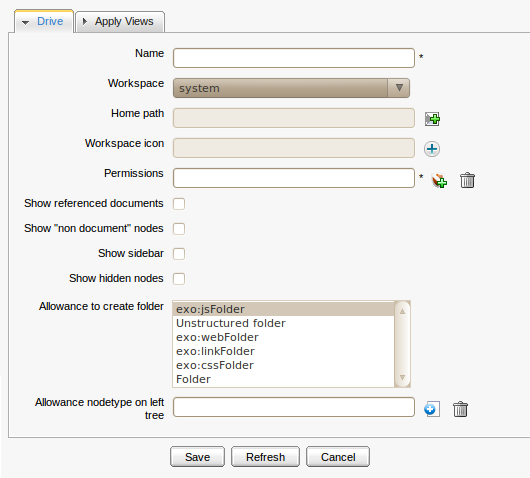 Drive Apply Views
Name *
Workspace system
Home path
Workspace icon
Permissions *
Show referenced documents
Show "non document" nodes
Show sidebar
Show hidden nodes
Allowance to create folder exo:jsFolder
Unstructured folder
exo:webFolder
exo:linkFolder
exo:cssFolder
Folder
Allowance nodetype on left
tree
Save Refresh Cancel